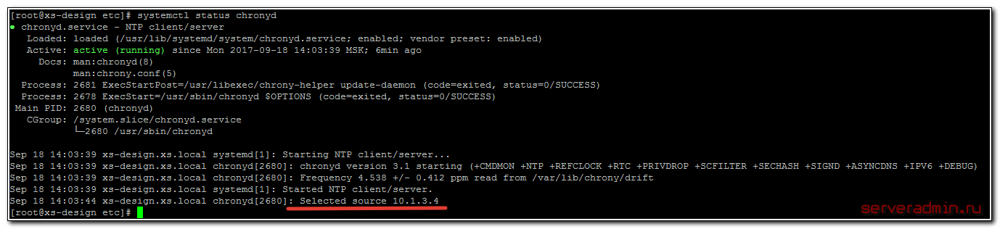 [root@xs-design etc]# systemctl status chronyd
● chronyd.service - NTP client/server
   Loaded: loaded (/usr/lib/systemd/system/chronyd.service; enabled; vendor preset: enabled)
   Active: active (running) since Mon 2017-09-18 14:03:39 MSK; 6min ago
     Docs: man:chronyd(8)
           man:chrony.conf(5)
  Process: 2681 ExecStartPost=/usr/libexec/chrony-helper update-daemon (code=exited, status=0/SUCCESS)
  Process: 2678 ExecStart=/usr/sbin/chronyd $OPTIONS (code=exited, status=0/SUCCESS)
 Main PID: 2680 (chronyd)
   CGroup: /system.slice/chronyd.service
           └─2680 /usr/sbin/chronyd

Sep 18 14:03:39 xs-design.xs.local systemd[1]: Starting NTP client/server...
Sep 18 14:03:39 xs-design.xs.local chronyd[2680]: chronyd version 3.1 starting (+CMDMON +NTP +REFCLOCK +RTC +PRIVDROP +SCFILTER +SECHASH +SIGND +ASYNCDNS +IPV6 +DEBUG)
Sep 18 14:03:39 xs-design.xs.local chronyd[2680]: Frequency 4.538 +/- 0.412 ppm read from /var/lib/chrony/drift
Sep 18 14:03:39 xs-design.xs.local systemd[1]: Started NTP client/server.
Sep 18 14:03:44 xs-design.xs.local chronyd[2680]: Selected source 10.1.3.4
[root@xs-design etc]#
serveradmin.ru